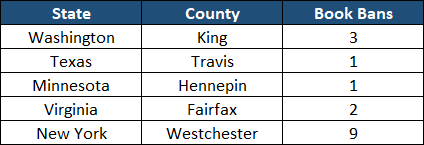 State County Book Bans
Washington King 3
Texas Travis 1
Minnesota Hennepin 1
Virginia Fairfax 2
New York Westchester 9